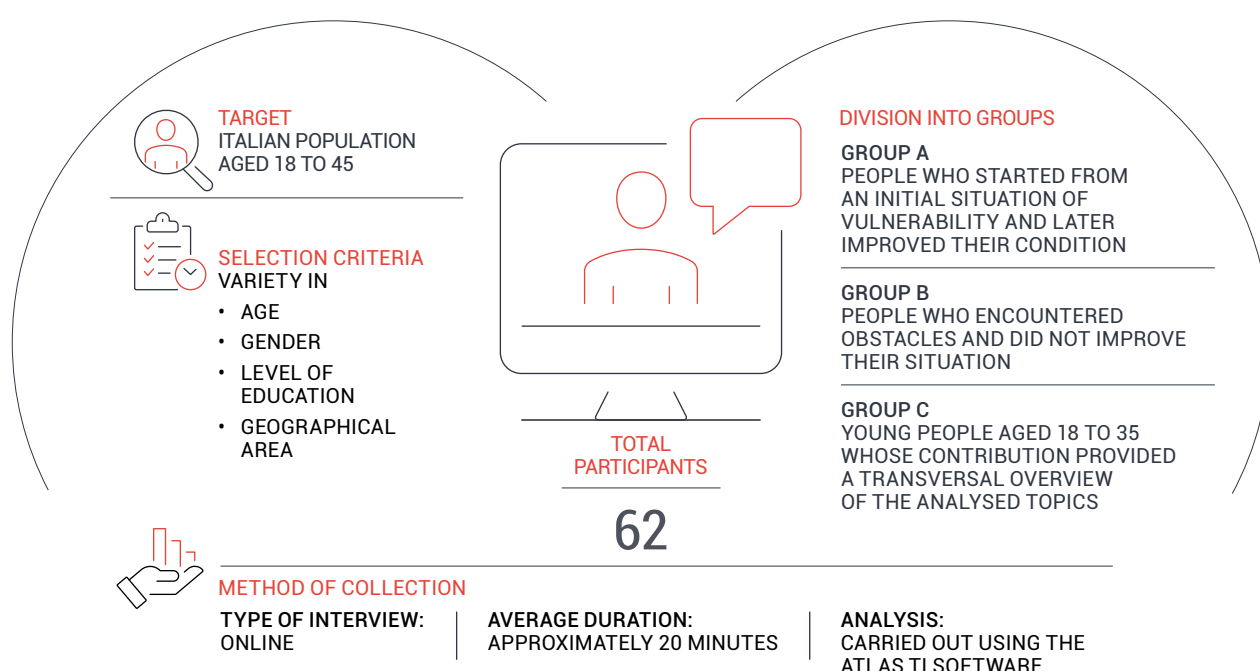 TARGET
ITALIAN POPULATION
AGED 18 TO 45
SELECTION CRITERIA
VARIETY IN
• AGE
• GENDER
• LEVEL OF
EDUCATION
• GEOGRAPHICAL
AREA
TOTAL
PARTICIPANTS
62
DIVISION INTO GROUPS
GROUP A
PEOPLE WHO STARTED FROM
AN INITIAL SITUATION OF
VULNERABILITY AND LATER
IMPROVED THEIR CONDITION
GROUP B
PEOPLE WHO ENCOUNTERED
OBSTACLES AND DID NOT IMPROVE
THEIR SITUATION
GROUP C
YOUNG PEOPLE AGED 18 TO 35
WHOSE CONTRIBUTION PROVIDED
A TRANSVERSAL OVERVIEW
OF THE ANALYSED TOPICS
METHOD OF COLLECTION
TYPE OF INTERVIEW:
ONLINE
AVERAGE DURATION:
APPROXIMATELY 20 MINUTES
ANALYSIS:
CARRIED OUT USING THE
ATLAS TI SOFTWARE